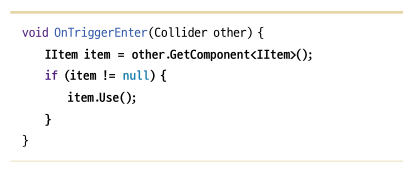 void OnTriggerEnter(Collider other) {
    IItem item = other.GetComponent<IItem>();
    if (item != null) {
        item.Use();
    }
}